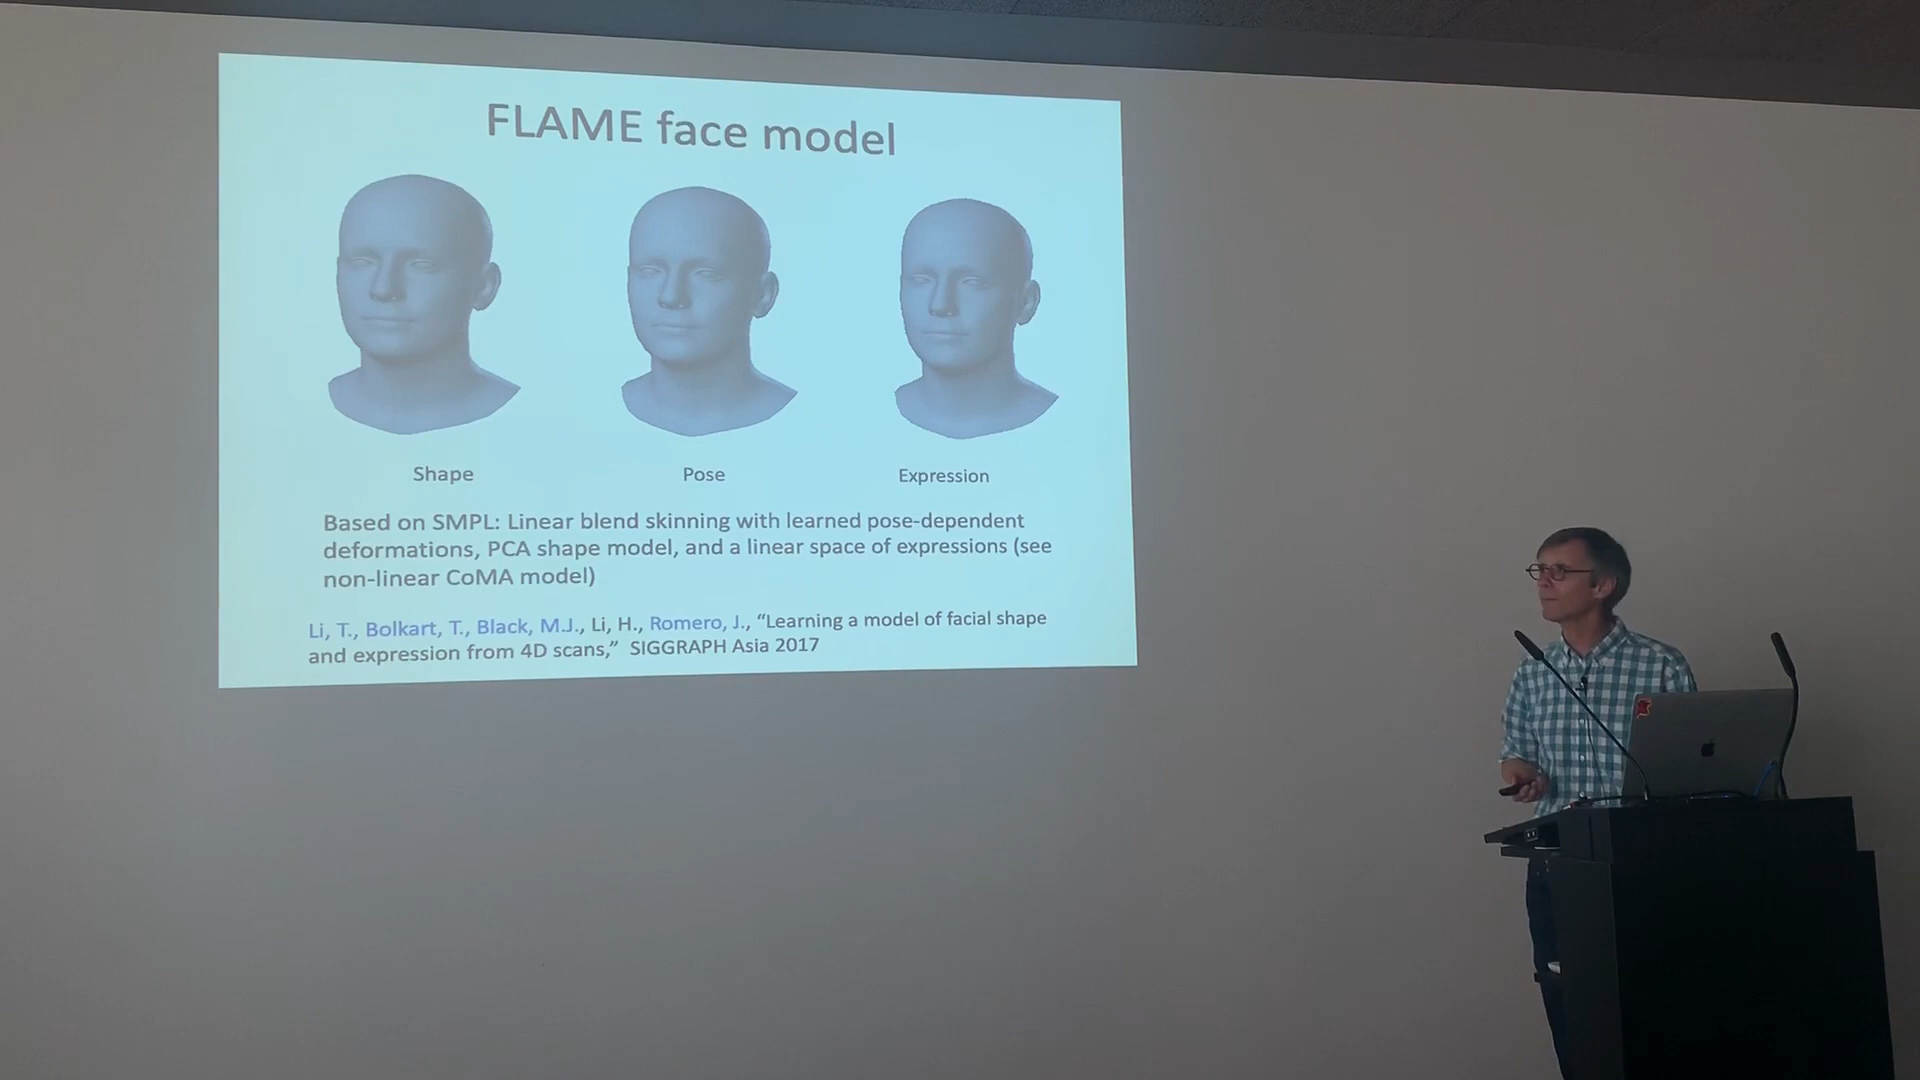 FLAME face model
Shape
Pose
Expression
Based on SMPL: Linear blend skinning with learned pose-dependent
deformations, PCA shape model, and a linear space of expressions (see
non-linear CoMA model)
Li, T., Bolkart, T., Black, M.J., Li, H., Romero, J., “Learning a model of facial shape
and expression from 4D scans,” SIGGRAPH Asia 2017